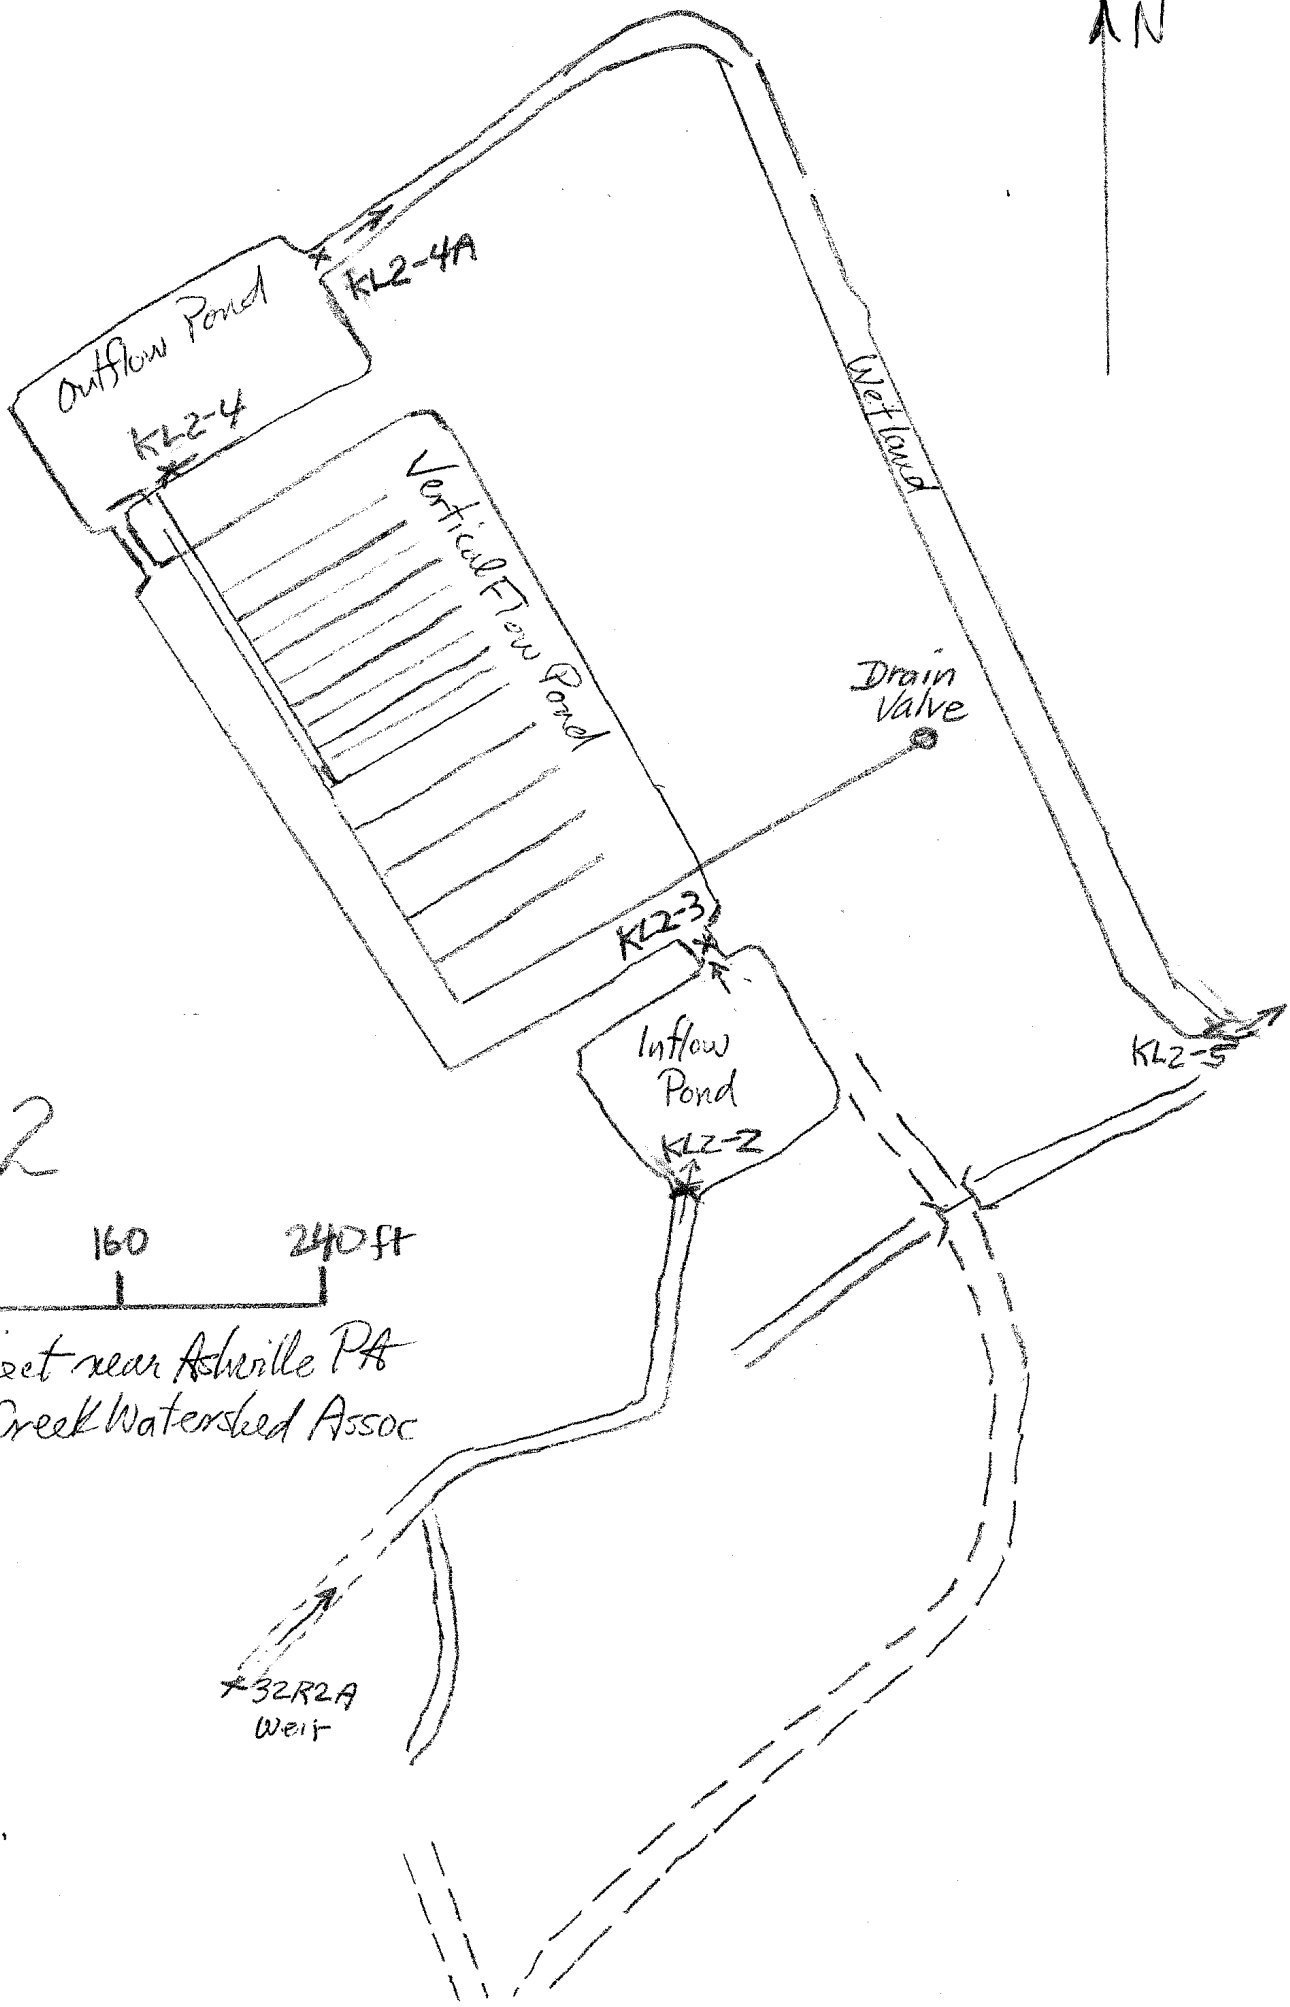 N
KL2-4A
Outflow Pond
KL2-4
Wetland
Vertical Flow Pond
Drain
Valve
KL2-3
Inflow
Pond
KL2-5
KL2-2
2
160 240 ft
near Ashville PA
Creek Watershed Assoc
32R2A
Weir